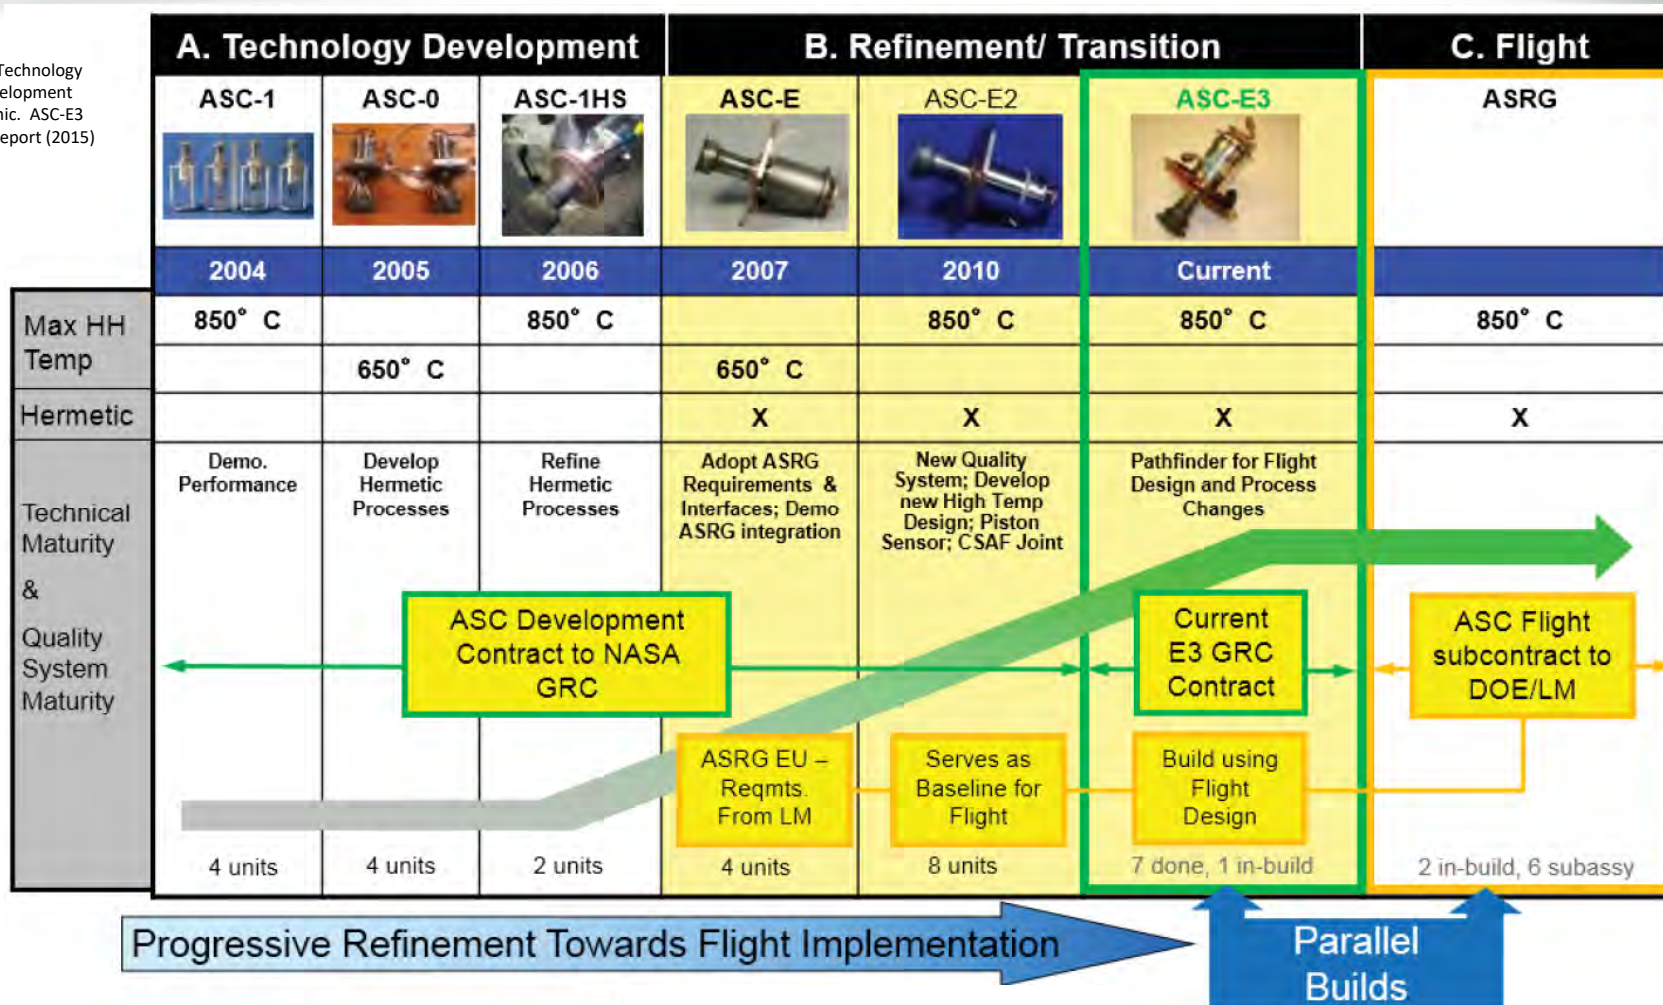 Technology
elopment
nic. ASC-E3
eport (2015)
A. Technology Development
B. Refinement/ Transition
C. Flight
ASC-1
ASC-0
ASC-1HS
ASC-E
ASC-E2
ASC-E3
ASRG
2004
2005
2006
2007
2010
Current
Max HH
Temp
850° C
850° C
850° C
850° C
850° C
650° C
650° C
Hermetic
X
X
X
X
Technical
Maturity
&
Quality
System
Maturity
Demo.
Performance
Develop
Hermetic
Processes
Refine
Hermetic
Processes
Adopt ASRG
Requirements &
Interfaces; Demo
ASRG integration
New Quality
System; Develop
new High Temp
Design; Piston
Sensor; CSAF Joint
Pathfinder for Flight
Design and Process
Changes
ASC Development
Contract to NASA
GRC
Current
E3 GRC
Contract
ASC Flight
subcontract to
DOE/LM
ASRG EU –
Reqmts.
From LM
Serves as
Baseline for
Flight
Build using
Flight
Design
4 units
4 units
2 units
4 units
8 units
7 done, 1 in-build
2 in-build, 6 subassy
Progressive Refinement Towards Flight Implementation
Parallel
Builds